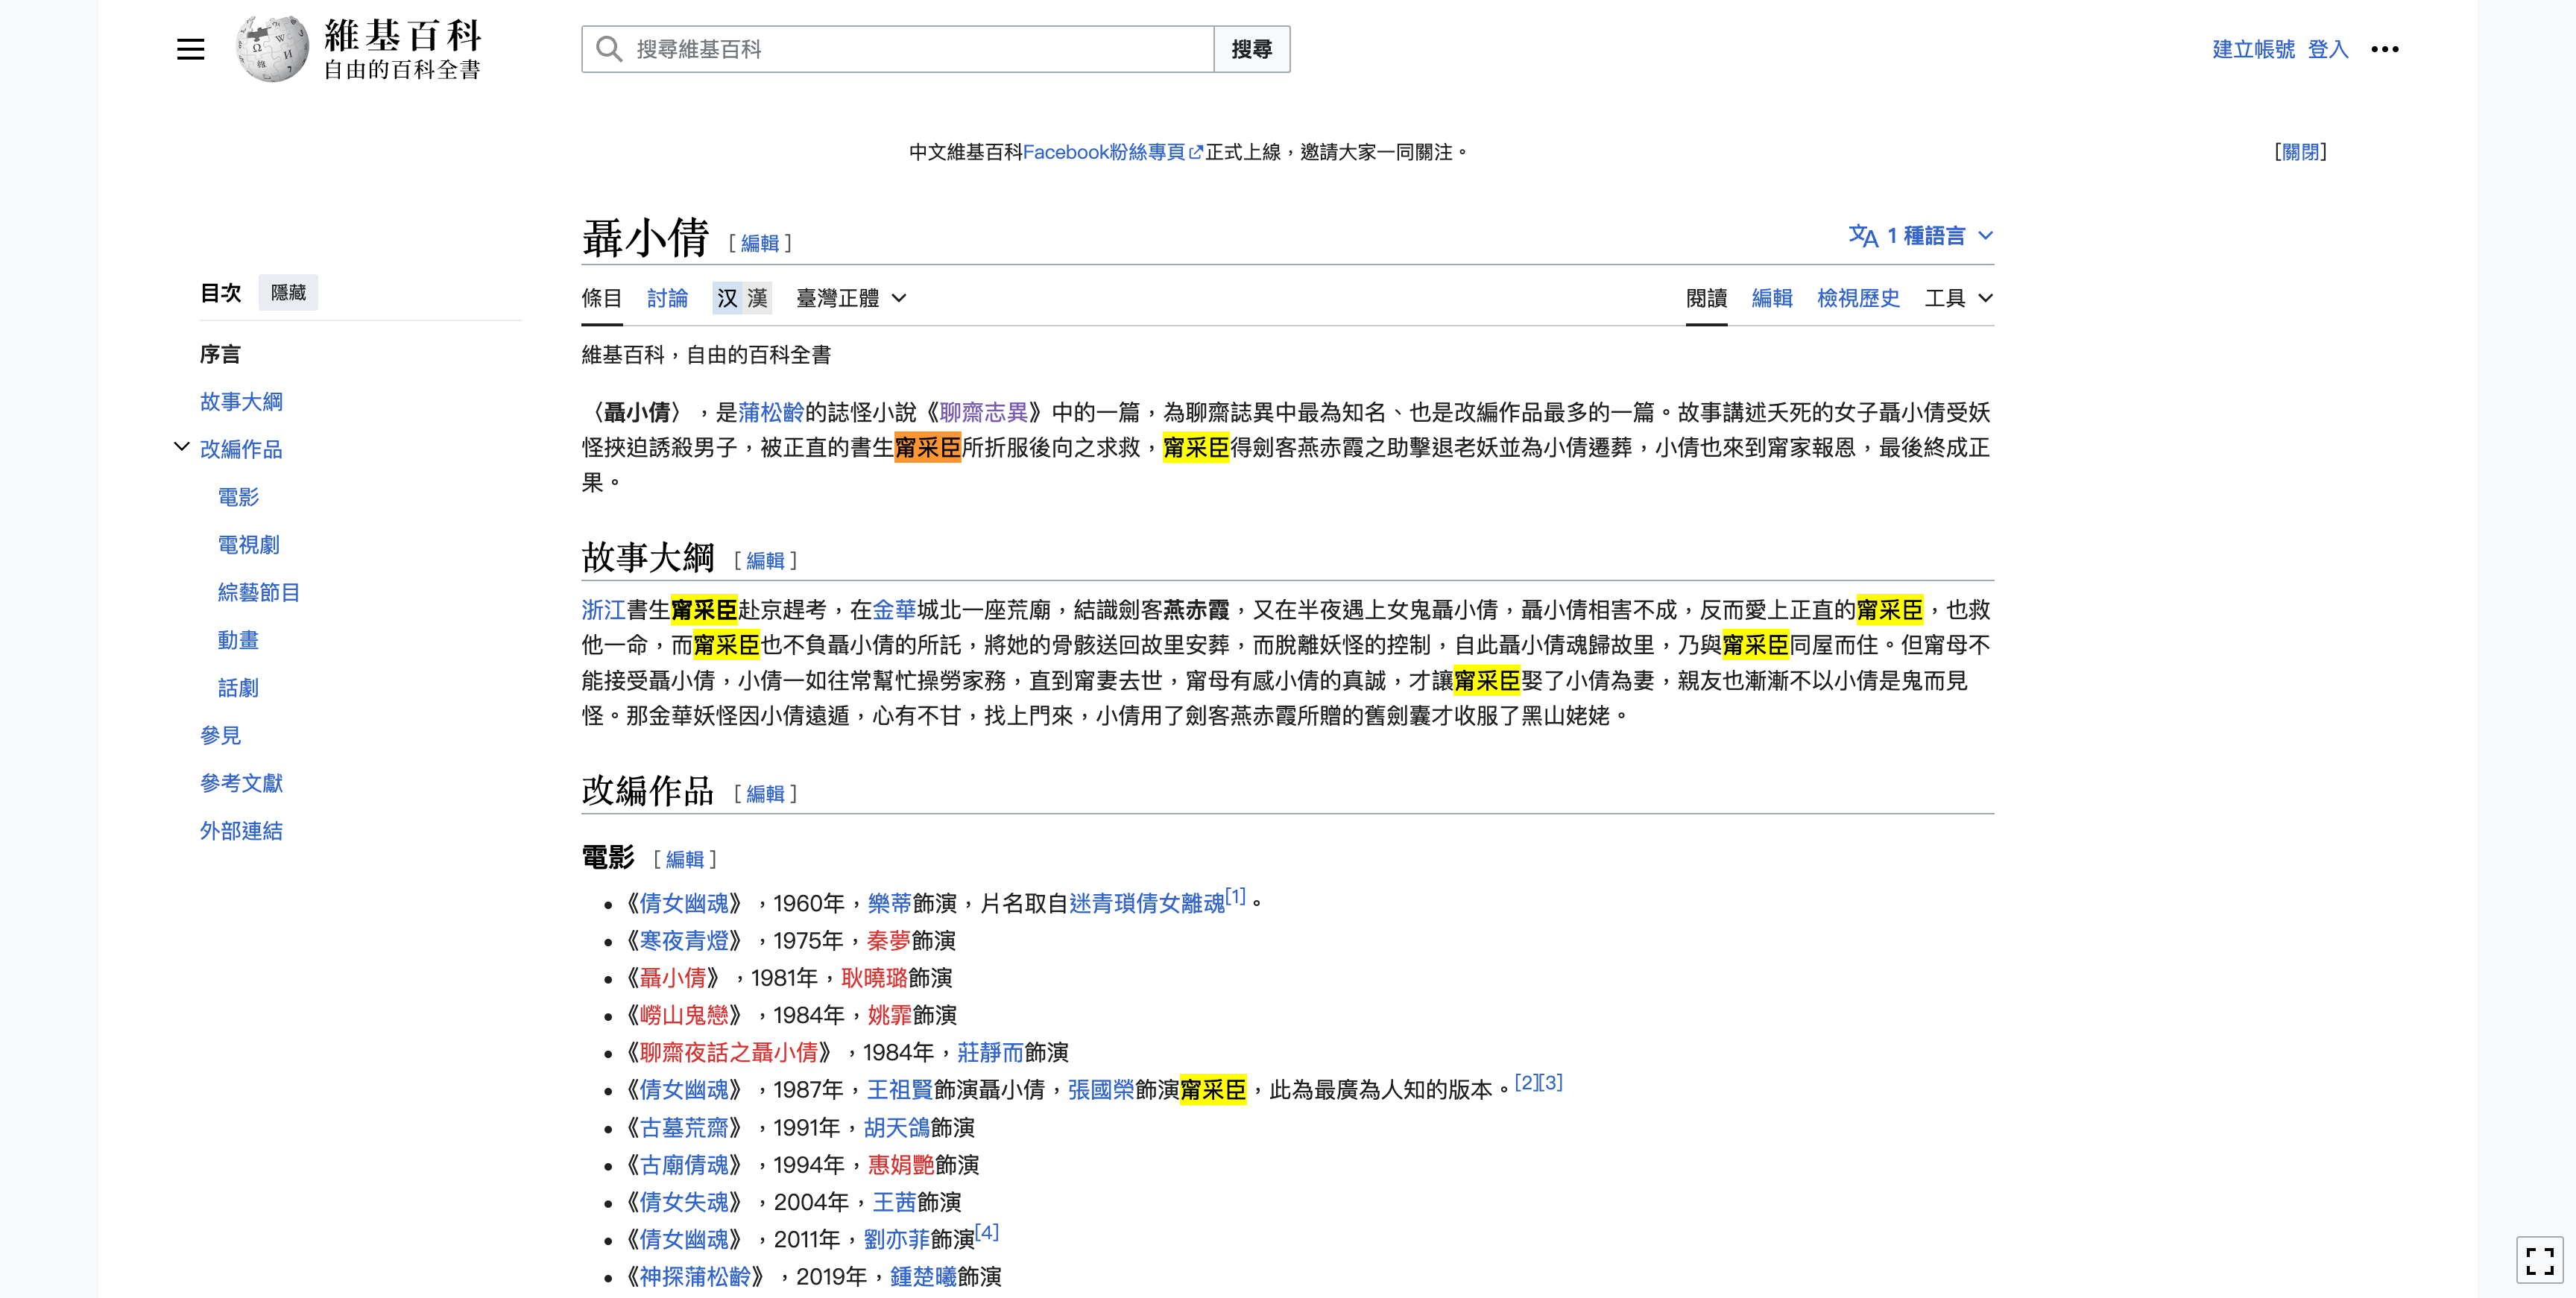 維基百科
自由的百科全書
搜尋維基百科
搜尋
建立帳號 登入
中文維基百科Facebook粉絲專頁正式上線，邀請大家一同關注。
[關閉]
聶小倩 [編輯]
1 種語言
目次 隱藏
序言
故事大綱
改編作品
電影
電視劇
綜藝節目
動畫
話劇
參見
參考文獻
外部連結
條目 討論 汉 漢 臺灣正體
閱讀 編輯 檢視歷史 工具
維基百科，自由的百科全書
〈聶小倩〉，是蒲松齡的誌怪小說《聊齋志異》中的一篇，為聊齋誌異中最為知名、也是改編作品最多的一篇。故事講述夭死的女子聶小倩受妖
怪挾迫誘殺男子，被正直的書生甯采臣所折服後向之求救，甯采臣得劍客燕赤霞之助擊退老妖並為小倩遷葬，小倩也來到甯家報恩，最後終成正
果。
故事大綱 [編輯]
浙江書生甯采臣赴京趕考，在金華城北一座荒廟，結識劍客燕赤霞，又在半夜遇上女鬼聶小倩，聶小倩相害不成，反而愛上正直的甯采臣，也救
他一命，而甯采臣也不負聶小倩的所託，將她的骨骸送回故里安葬，而脫離妖怪的控制，自此聶小倩魂歸故里，乃與甯采臣同屋而住。但甯母不
能接受聶小倩，小倩一如往常幫忙操勞家務，直到甯妻去世，甯母有感小倩的真誠，才讓甯采臣娶了小倩為妻，親友也漸漸不以小倩是鬼而見
怪。那金華妖怪因小倩遠遁，心有不甘，找上門來，小倩用了劍客燕赤霞所贈的舊劍囊才收服了黑山姥姥。
改編作品 [編輯]
電影 [編輯]
• 《倩女幽魂》，1960年，樂蒂飾演，片名取自迷青瑣倩女離魂[1]。
• 《寒夜青燈》，1975年，秦夢飾演
• 《聶小倩》，1981年，耿曉璐飾演
• 《嶗山鬼戀》，1984年，姚霏飾演
• 《聊齋夜話之聶小倩》，1984年，莊靜而飾演
• 《倩女幽魂》，1987年，王祖賢飾演聶小倩，張國榮飾演甯采臣，此為最廣為人知的版本。[2][3]
• 《古墓荒齋》，1991年，胡天鴿飾演
• 《古廟倩魂》，1994年，惠娟艷飾演
• 《倩女失魂》，2004年，王茜飾演
• 《倩女幽魂》，2011年，劉亦菲飾演[4]
• 《神探蒲松齡》，2019年，鍾楚曦飾演